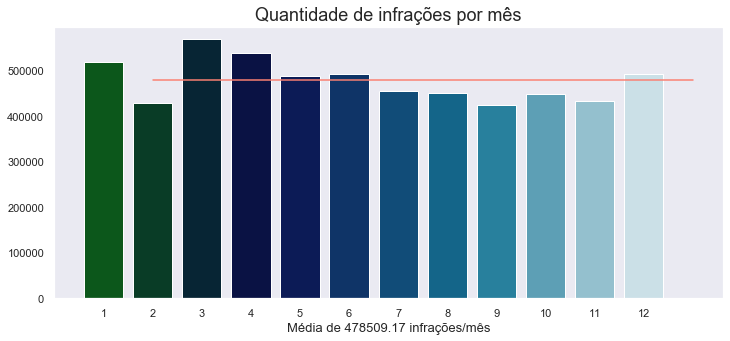 Quantidade de infrações por mês
500000
400000
300000
200000
100000
0
1 2 3 4 5 6 7 8 9 10 11 12
Média de 478509.17 infrações/mês